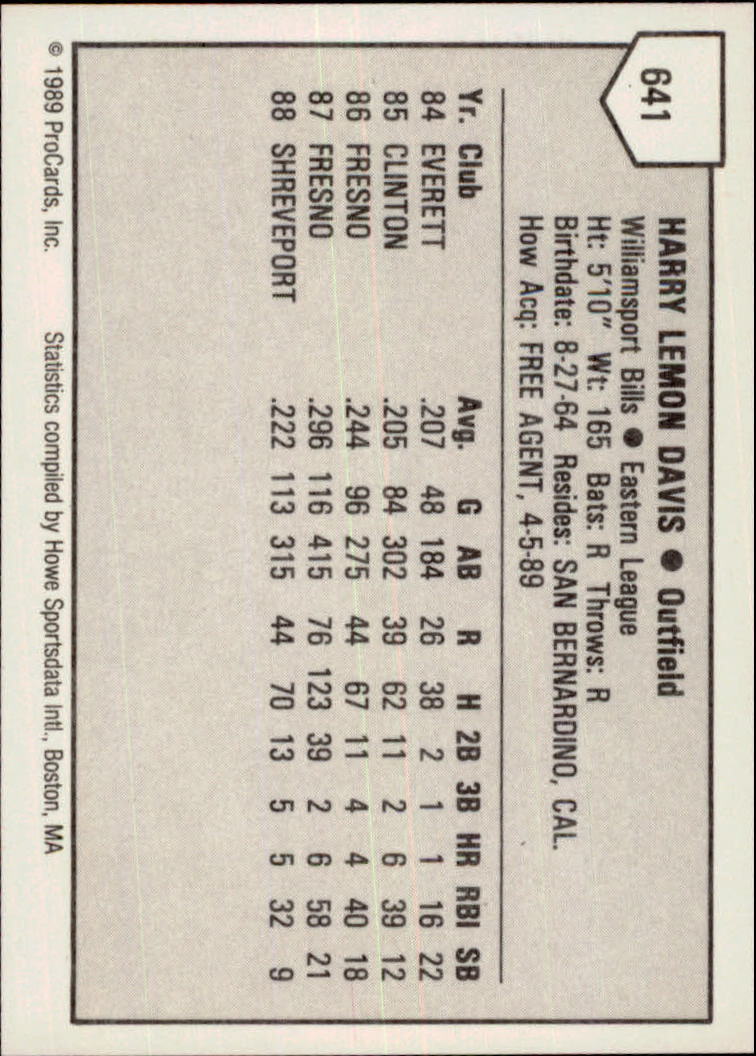 641
HARRY LEMON DAVIS ● Outfield
Williamsport Bills ● Eastern League
Ht: 5'10" Wt: 165 Bats: R Throws: R
Birthdate: 8-27-64 Resides: SAN BERNARDINO, CAL.
How Acq: FREE AGENT, 4-5-89
Yr. Club Avg. G AB R H 2B 3B HR RBI SB
84 EVERETT .207 48 184 26 38 2 1 1 16 22
85 CLINTON .205 84 302 39 62 11 2 6 39 12
86 FRESNO .244 96 275 44 67 11 4 4 40 18
87 FRESNO .296 116 415 76 123 39 2 6 58 21
88 SHREVEPORT .222 113 315 44 70 13 5 5 32 9
© 1989 ProCards, Inc. Statistics compiled by Howe Sportsdata Intl., Boston, MA